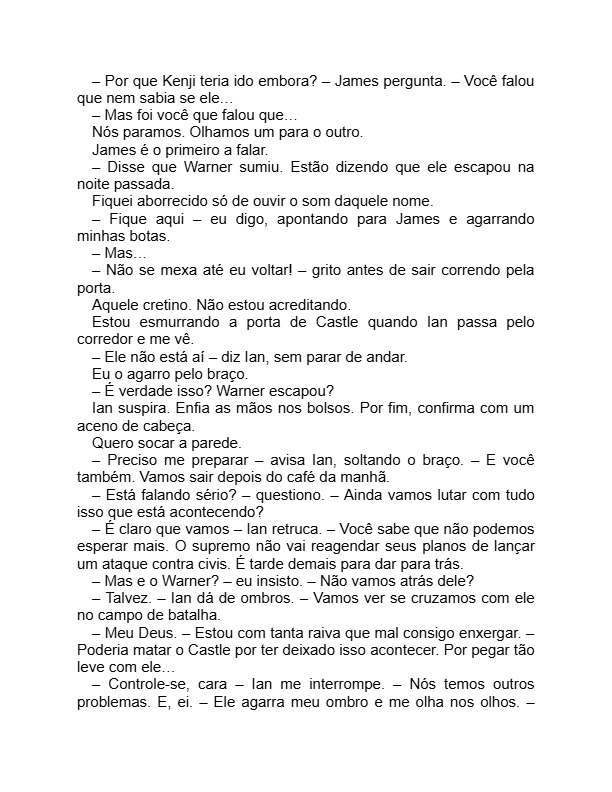 – Por que Kenji teria ido embora? – James pergunta. – Você falou
que nem sabia se ele…
– Mas foi você que falou que…
Nós paramos. Olhamos um para o outro.
James é o primeiro a falar.
– Disse que Warner sumiu. Estão dizendo que ele escapou na
noite passada.
Fiquei aborrecido só de ouvir o som daquele nome.
– Fique aqui – eu digo, apontando para James e agarrando
minhas botas.
– Mas…
– Não se mexa até eu voltar! – grito antes de sair correndo pela
porta.
Aquele cretino. Não estou acreditando.
Estou esmurrando a porta de Castle quando Ian passa pelo
corredor e me vê.
– Ele não está aí – diz Ian, sem parar de andar.
Eu o agarro pelo braço.
– É verdade isso? Warner escapou?
Ian suspira. Enfia as mãos nos bolsos. Por fim, confirma com um
aceno de cabeça.
Quero socar a parede.
– Preciso me preparar – avisa Ian, soltando o braço. – E você
também. Vamos sair depois do café da manhã.
– Está falando sério? – questiono. – Ainda vamos lutar com tudo
isso que está acontecendo?
– É claro que vamos – Ian retruca. – Você sabe que não podemos
esperar mais. O supremo não vai reagendar seus planos de lançar
um ataque contra civis. É tarde demais para dar para trás.
– Mas e o Warner? – eu insisto. – Não vamos atrás dele?
– Talvez. – Ian dá de ombros. – Vamos ver se cruzamos com ele
no campo de batalha.
– Meu Deus. – Estou com tanta raiva que mal consigo enxergar. –
Poderia matar o Castle por ter deixado isso acontecer. Por pegar tão
leve com ele…
– Controle-se, cara – Ian me interrompe. – Nós temos outros
problemas. E, ei. – Ele agarra meu ombro e me olha nos olhos. –